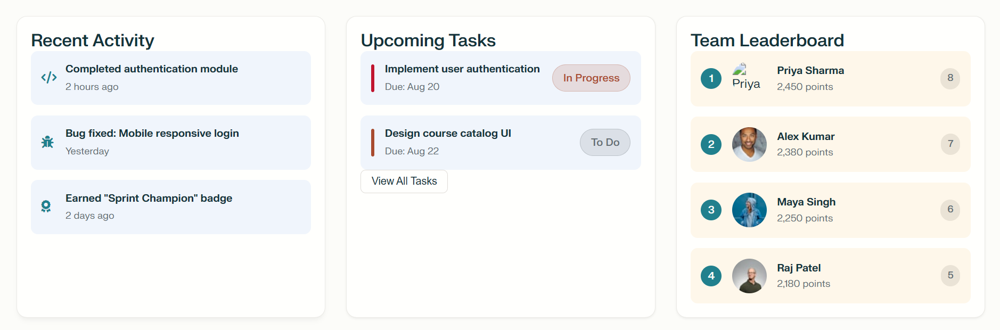 Recent Activity
Completed authentication module
2 hours ago
Bug fixed: Mobile responsive login
Yesterday
Earned "Sprint Champion" badge
2 days ago
Upcoming Tasks
Implement user authentication
Due: Aug 20
In Progress
Design course catalog UI
Due: Aug 22
To Do
View All Tasks
Team Leaderboard
1
Priya
Priya Sharma
2,450 points
8
2
Alex Kumar
2,380 points
7
3
Maya Singh
2,250 points
6
4
Raj Patel
2,180 points
5